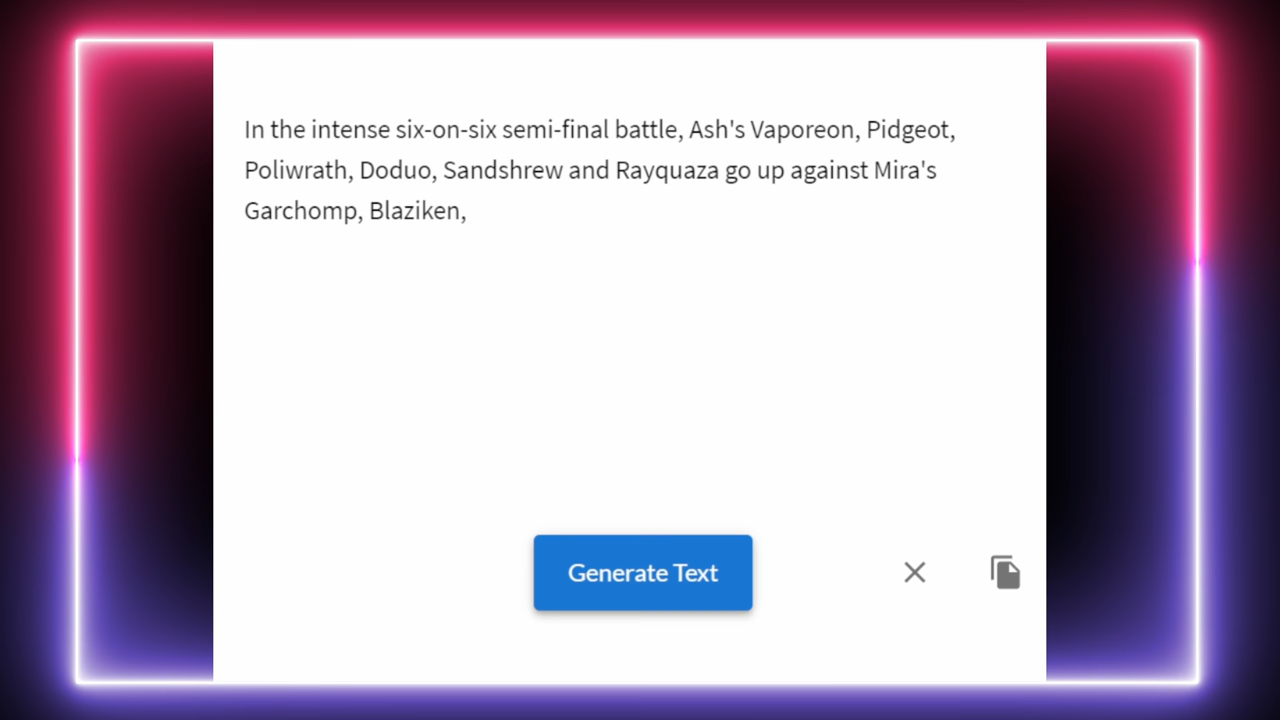 In the intense six-on-six semi-final battle, Ash's Vaporeon, Pidgeot,
Poliwrath, Doduo, Sandshrew and Rayquaza go up against Mira's
Garchomp, Blaziken,
Generate Text